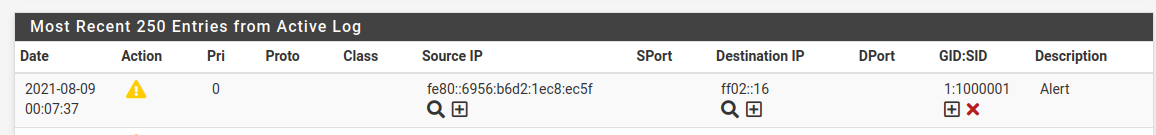 Most Recent 250 Entries from Active Log
Date Action Pri Proto Class Source IP SPort Destination IP DPort GID:SID Description
2021-08-09 0 fe80::6956:b6d2:1ec8:ec5f ff02::16 1:1000001 Alert
00:07:37